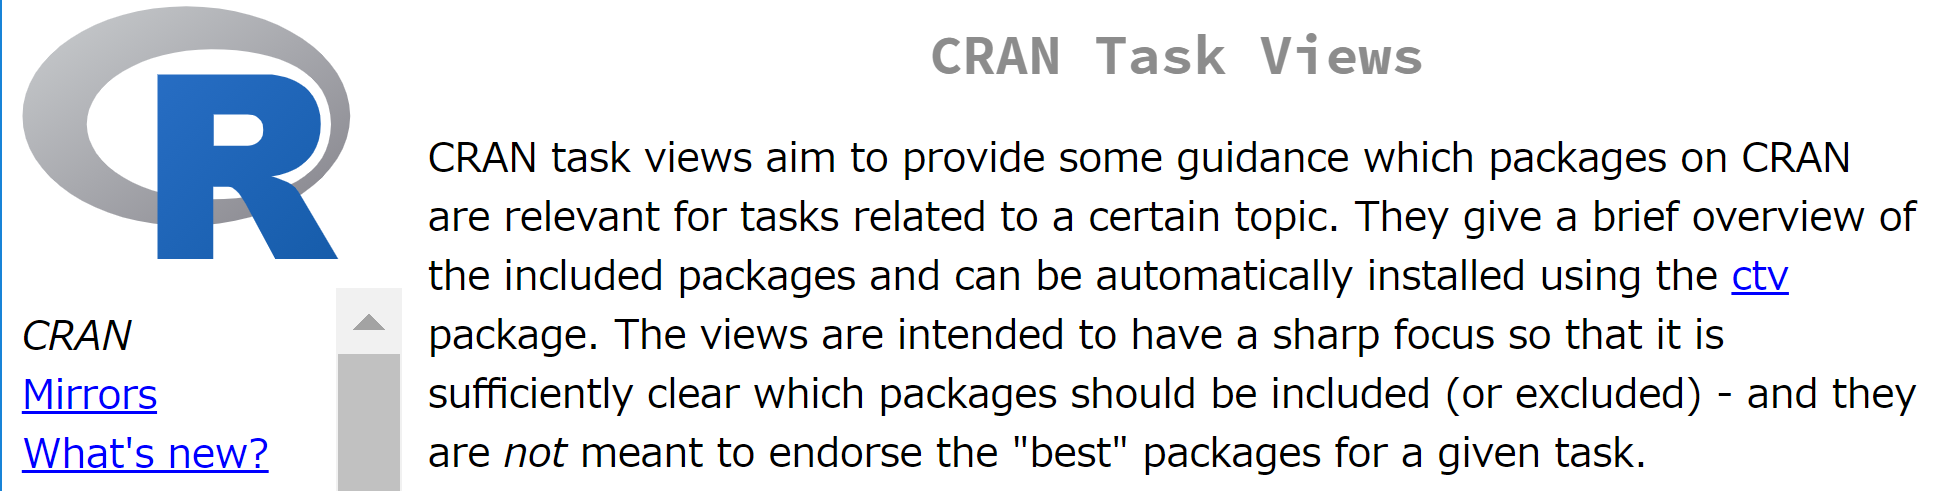 R
CRAN
Mirrors
What's new?
CRAN Task Views
CRAN task views aim to provide some guidance which packages on CRAN
are relevant for tasks related to a certain topic. They give a brief overview of
the included packages and can be automatically installed using the ctv
package. The views are intended to have a sharp focus so that it is
sufficiently clear which packages should be included (or excluded) - and they
are not meant to endorse the "best" packages for a given task.